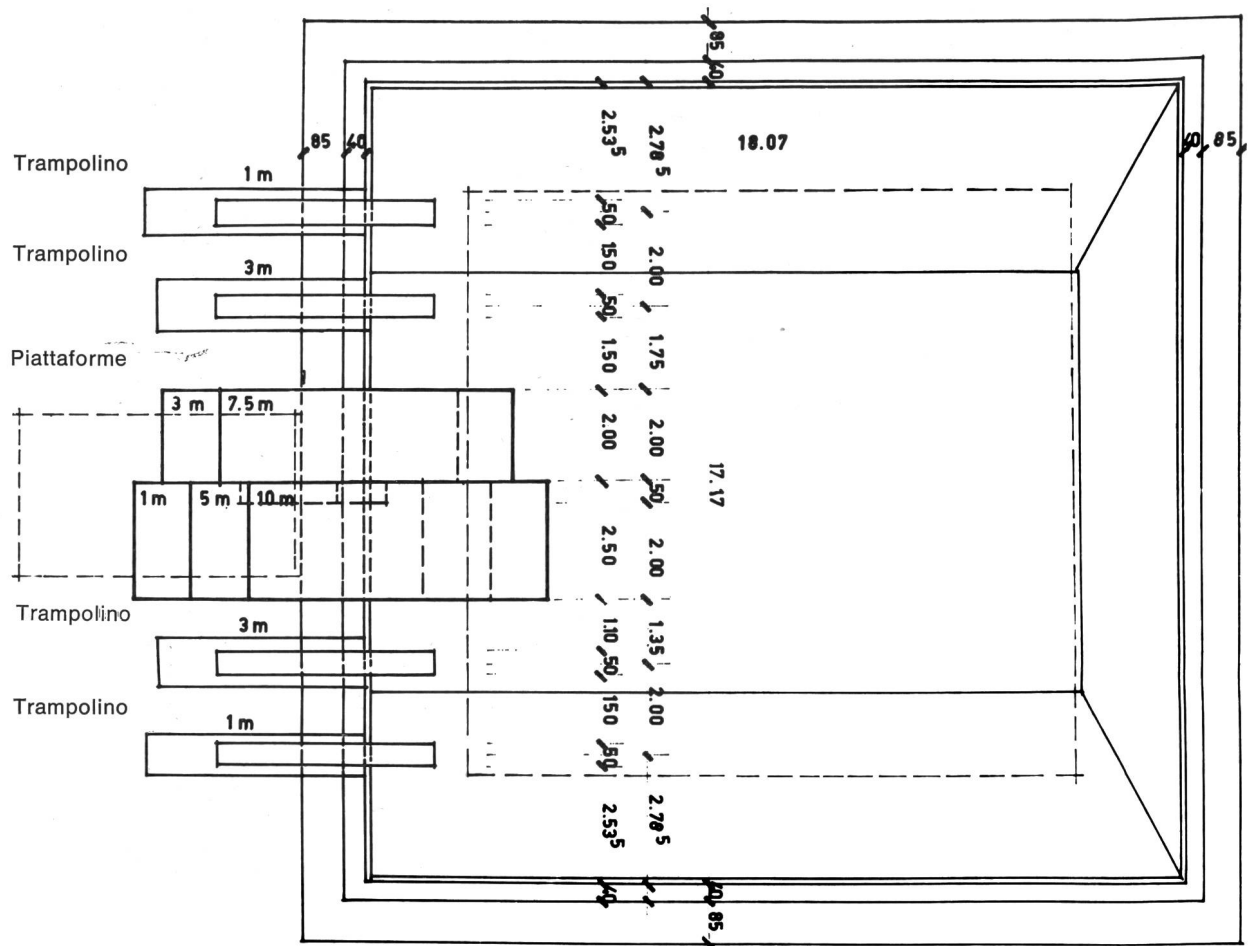 85
40
85
40
18.07
40
85
Trampolino
1 m
2.53⁵
2.78⁵
50
150
2.00
Trampolino
3 m
50
1.50
1.75
Piattaforme
3 m
7.5 m
2.00
2.00
17.17
1 m
5 m
10 m
50
2.50
2.00
Trampolino
3 m
1.10
1.35
50
Trampolino
1 m
150
2.00
50
2.53⁵
2.78⁵
40
40
85